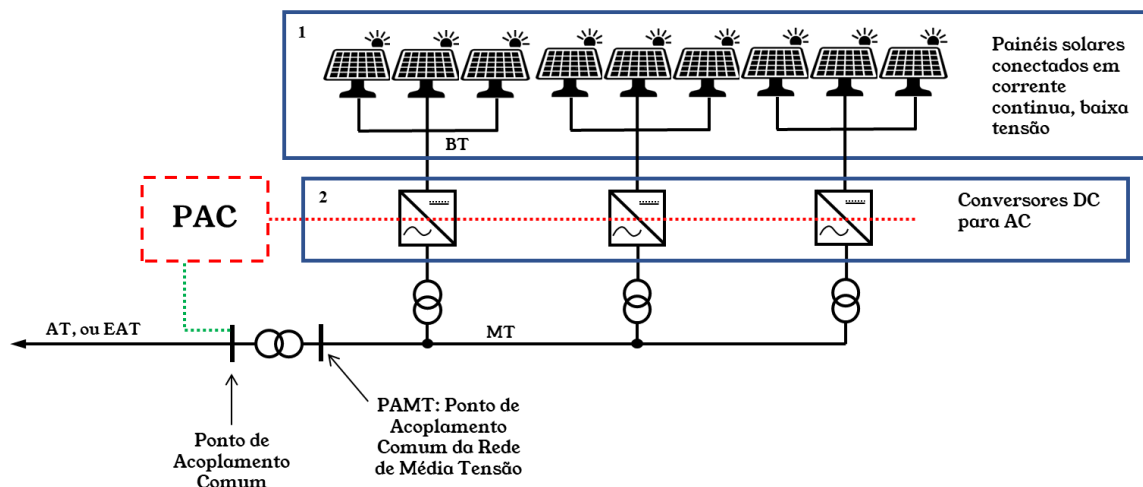 1
Painéis solares
conectados em
corrente
continua, baixa
tensão
BT
2
Conversores DC
para AC
PAC
AT, ou EAT
MT
PAMT: Ponto de
Acoplamento
Comum da Rede
de Média Tensão
Ponto de
Acoplamento
Comum